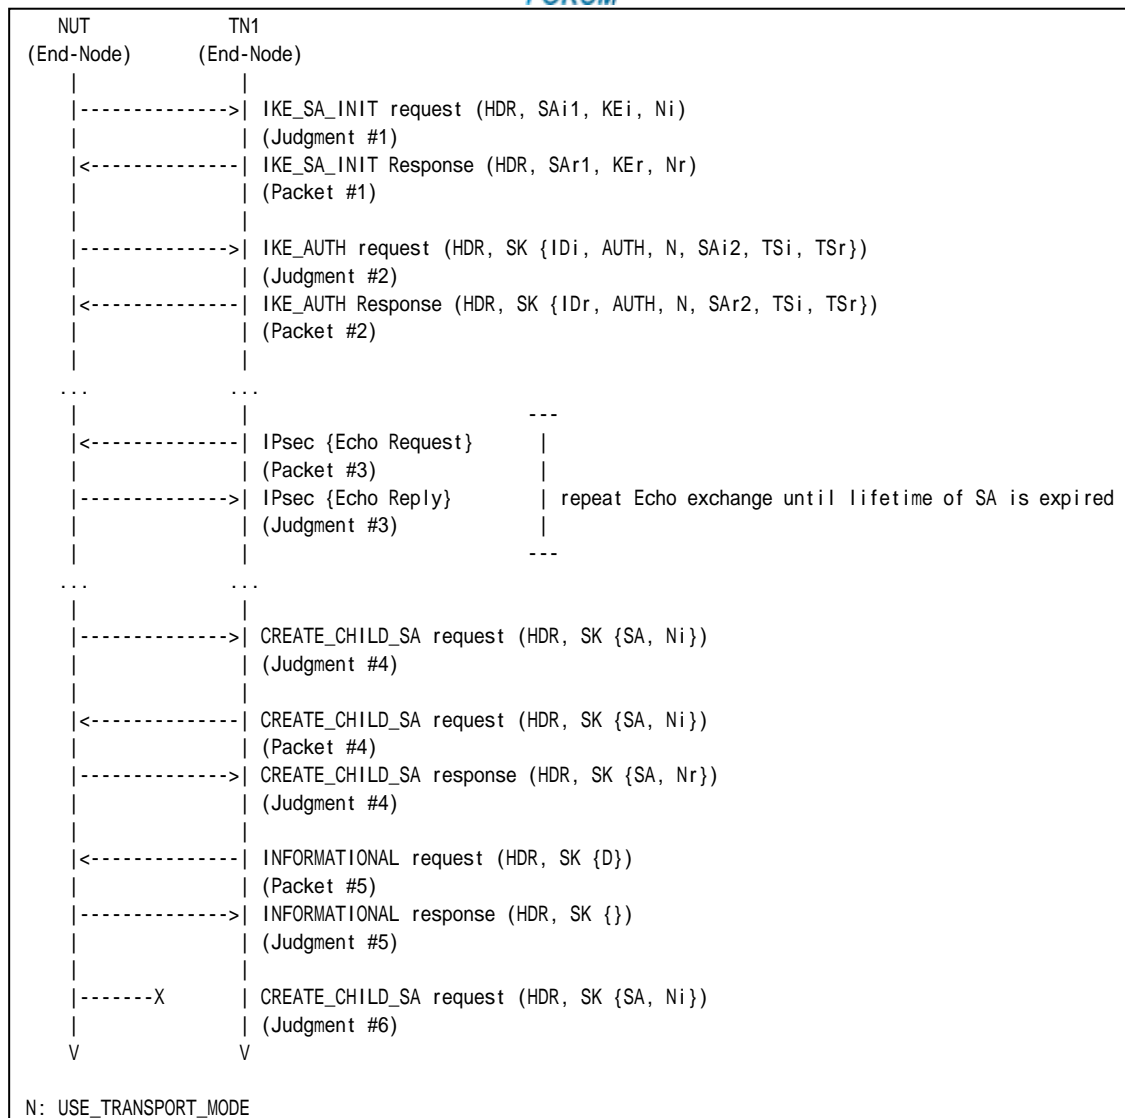 FORUM
NUT TN1
(End-Node) (End-Node)
| |
|-------------->| IKE_SA_INIT request (HDR, SAi1, KEi, Ni)
| | (Judgment #1)
|<--------------| IKE_SA_INIT Response (HDR, SAr1, KEr, Nr)
| | (Packet #1)
| |
|-------------->| IKE_AUTH request (HDR, SK {IDi, AUTH, N, SAi2, TSi, TSr})
| | (Judgment #2)
|<--------------| IKE_AUTH Response (HDR, SK {IDr, AUTH, N, SAr2, TSi, TSr})
| | (Packet #2)
| |
... ...
| | ---
|<--------------| IPsec {Echo Request} |
| | (Packet #3) |
|-------------->| IPsec {Echo Reply} | repeat Echo exchange until lifetime of SA is expired
| | (Judgment #3) |
| | ---
... ...
| |
|-------------->| CREATE_CHILD_SA request (HDR, SK {SA, Ni})
| | (Judgment #4)
| |
|<--------------| CREATE_CHILD_SA request (HDR, SK {SA, Ni})
| | (Packet #4)
|-------------->| CREATE_CHILD_SA response (HDR, SK {SA, Nr})
| | (Judgment #4)
| |
|<--------------| INFORMATIONAL request (HDR, SK {D})
| | (Packet #5)
|-------------->| INFORMATIONAL response (HDR, SK {})
| | (Judgment #5)
| |
|-------X | CREATE_CHILD_SA request (HDR, SK {SA, Ni})
| | (Judgment #6)
V V
N: USE_TRANSPORT_MODE